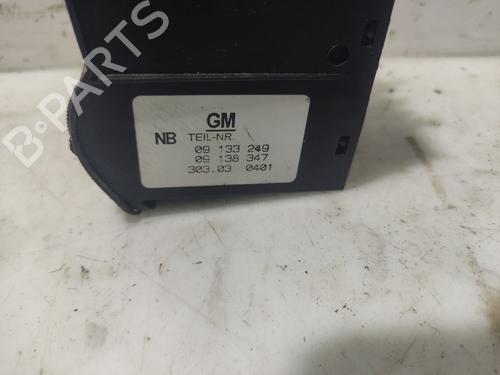 B-PARTS
GM
NB TEIL-NR.
09 133 249
09 138 347
303.03 0401